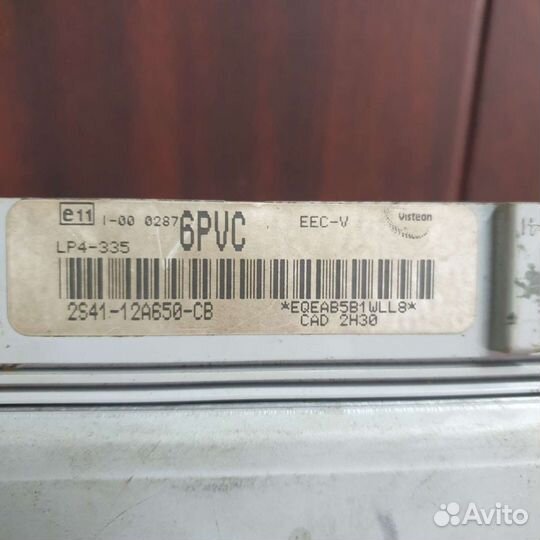 e11 I-00 0287 6PVC EEC-V Visteon
LP4-335
2S41-12A650-CB *EQEAB5B1WLL8*
CAD 2H30
Avito